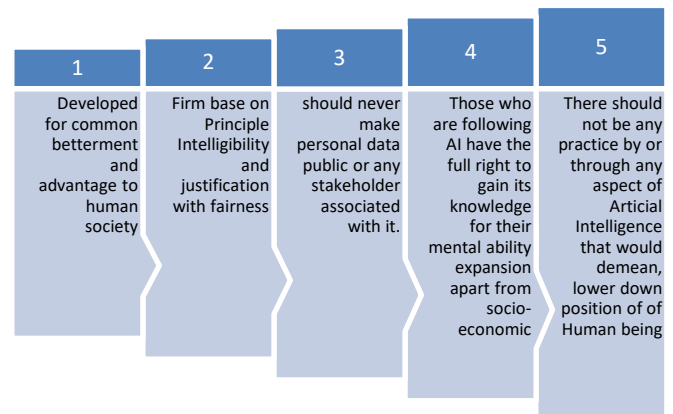 1
Developed
for common
betterment
and
advantage to
human
society
2
Firm base on
Principle
Intelligibility
and
justification
with fairness
3
should never
make
personal data
public or any
stakeholder
associated
with it.
4
Those who
are following
AI have the
full right to
gain its
knowledge
for their
mental ability
expansion
apart from
socio-
economic
5
There should
not be any
practice by or
through any
aspect of
Articial
Intelligence
that would
demean,
lower down
position of of
Human being